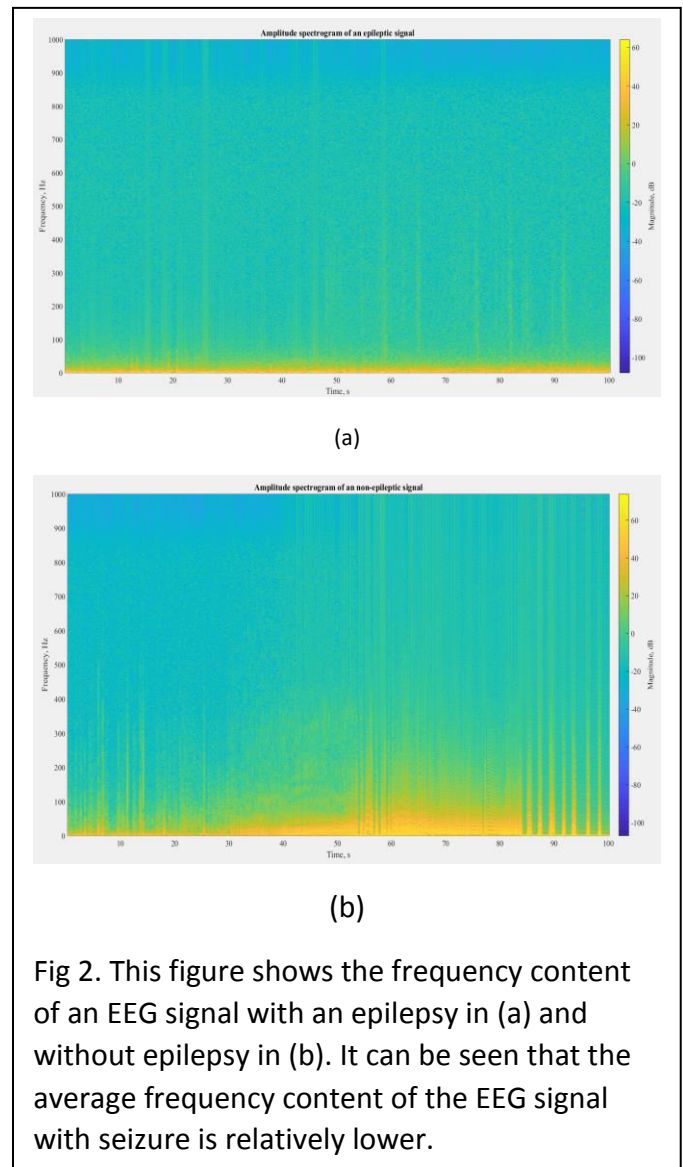 Amplitude spectrogram of an epileptic signal
1000
900
800
700
600
500
400
300
200
100
0
Frequency, Hz
10 20 30 40 50 60 70 80 90 100
Time, s
60
40
20
0
-20
-40
-60
-80
-100
Magnitude, dB
(a)
Amplitude spectrogram of an non-epileptic signal
1000
900
800
700
600
500
400
300
200
100
0
Frequency, Hz
10 20 30 40 50 60 70 80 90 100
Time, s
60
40
20
0
-20
-40
-60
-80
-100
Magnitude, dB
(b)
Fig 2. This figure shows the frequency content
of an EEG signal with an epilepsy in (a) and
without epilepsy in (b). It can be seen that the
average frequency content of the EEG signal
with seizure is relatively lower.